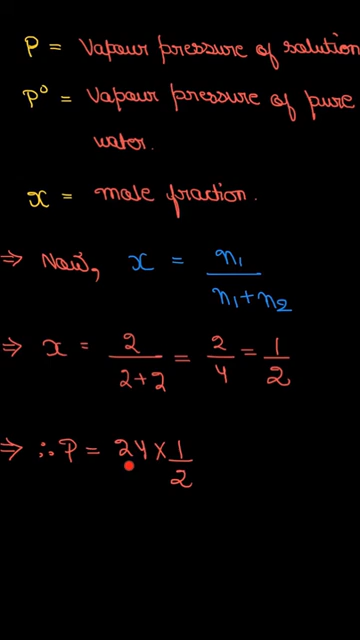 P = Vapour pressure of solution
P⁰ = Vapour pressure of pure
water.
x = mole fraction.
⇒ Now, x = n₁ / (n₁ + n₂)
⇒ x = 2 / (2 + 2) = 2/4 = 1/2
⇒ ∴ P = 24 × 1/2